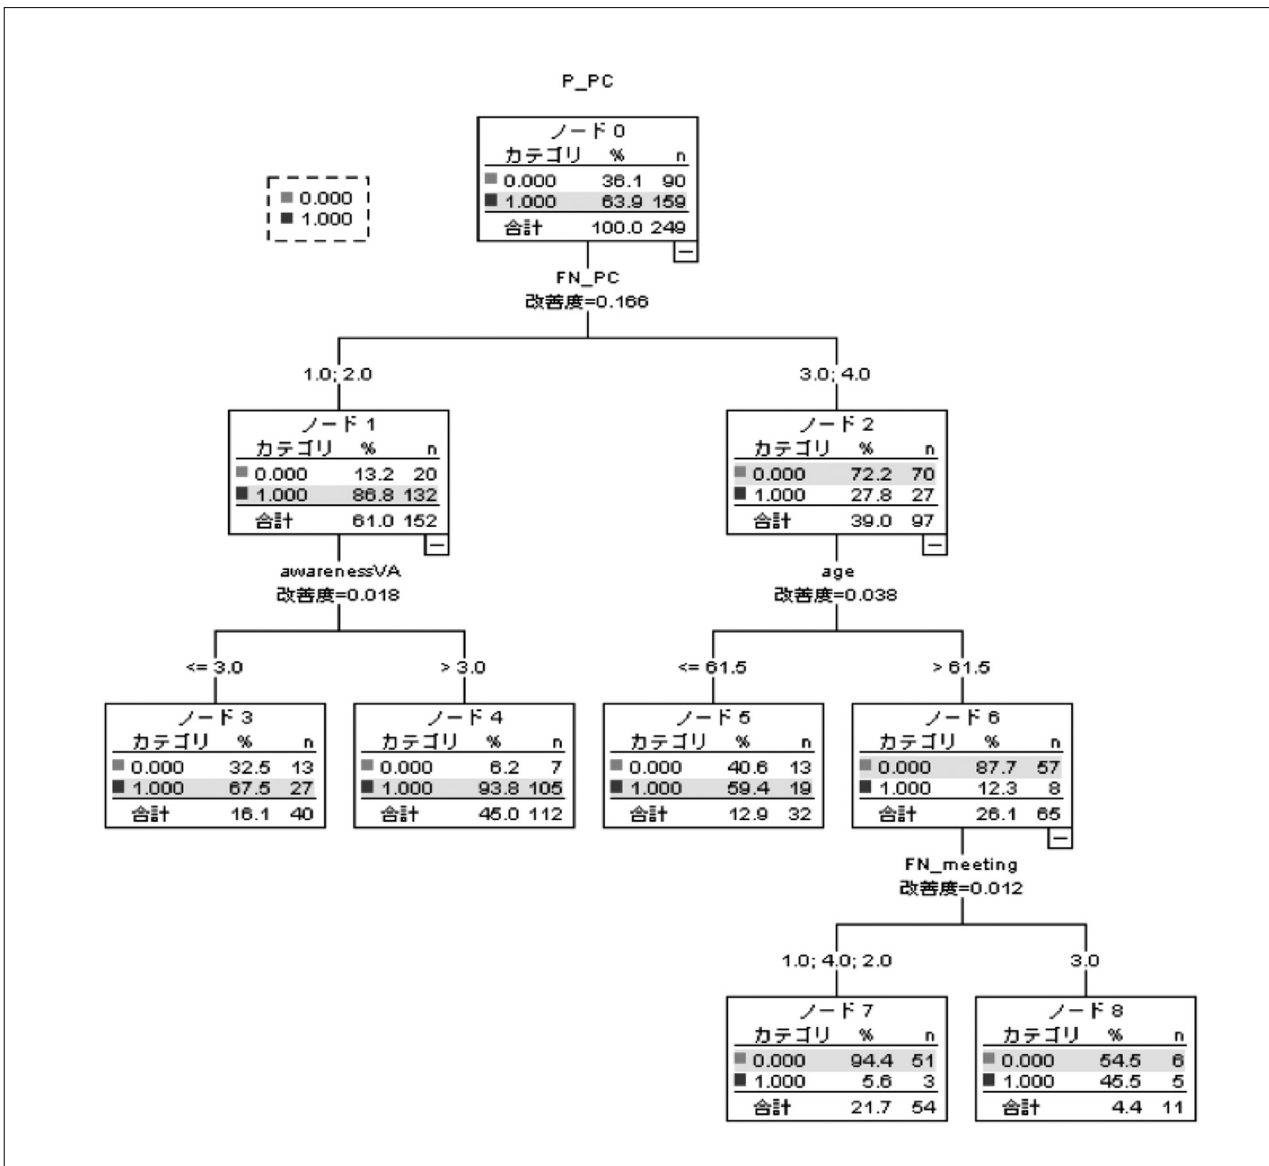 P_PC
ノード 0
カテゴリ % n
0.000 36.1 90
1.000 63.9 159
合計 100.0 249
0.000
1.000
FN_PC
改善度=0.166
1.0; 2.0
3.0; 4.0
ノード 1
カテゴリ % n
0.000 13.2 20
1.000 86.8 132
合計 61.0 152
ノード 2
カテゴリ % n
0.000 72.2 70
1.000 27.8 27
合計 39.0 97
awarenessVA
改善度=0.018
age
改善度=0.038
<= 3.0
> 3.0
<= 61.5
> 61.5
ノード 3
カテゴリ % n
0.000 32.5 13
1.000 67.5 27
合計 16.1 40
ノード 4
カテゴリ % n
0.000 6.2 7
1.000 93.8 105
合計 45.0 112
ノード 5
カテゴリ % n
0.000 40.6 13
1.000 59.4 19
合計 12.9 32
ノード 6
カテゴリ % n
0.000 87.7 57
1.000 12.3 8
合計 26.1 65
FN_meeting
改善度=0.012
1.0; 4.0; 2.0
3.0
ノード 7
カテゴリ % n
0.000 94.4 51
1.000 5.6 3
合計 21.7 54
ノード 8
カテゴリ % n
0.000 54.5 6
1.000 45.5 5
合計 4.4 11